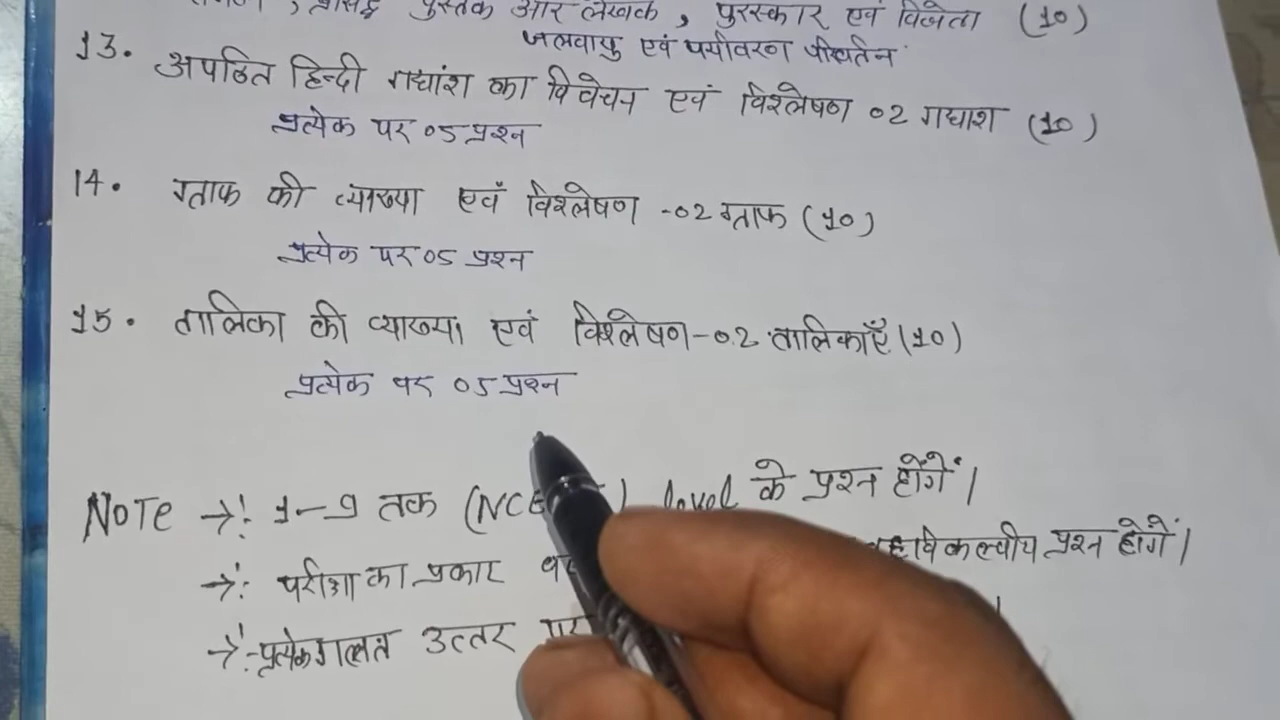 पुस्तक और लेखक , पुरस्कार एवं विजेता (10)
जलवायु एवं पर्यावरण परिवर्तन
13. अपठित हिन्दी गद्यांश का विवेचन एवं विश्लेषण 02 गद्याश (10)
प्रत्येक पर 05 प्रश्न
14. ग्राफ की व्याख्या एवं विश्लेषण -02 ग्राफ (10)
प्रत्येक पर 05 प्रश्न
15. तालिका की व्याख्या एवं विश्लेषण-02 तालिकाएँ (10)
प्रत्येक पर 05 प्रश्न
NOTE →: 1-9 तक (NCE level के प्रश्न होंगें।
→: परीक्षा का प्रकार प्रश्न होगें।
→:- प्रत्येक गलत उत्तर पर